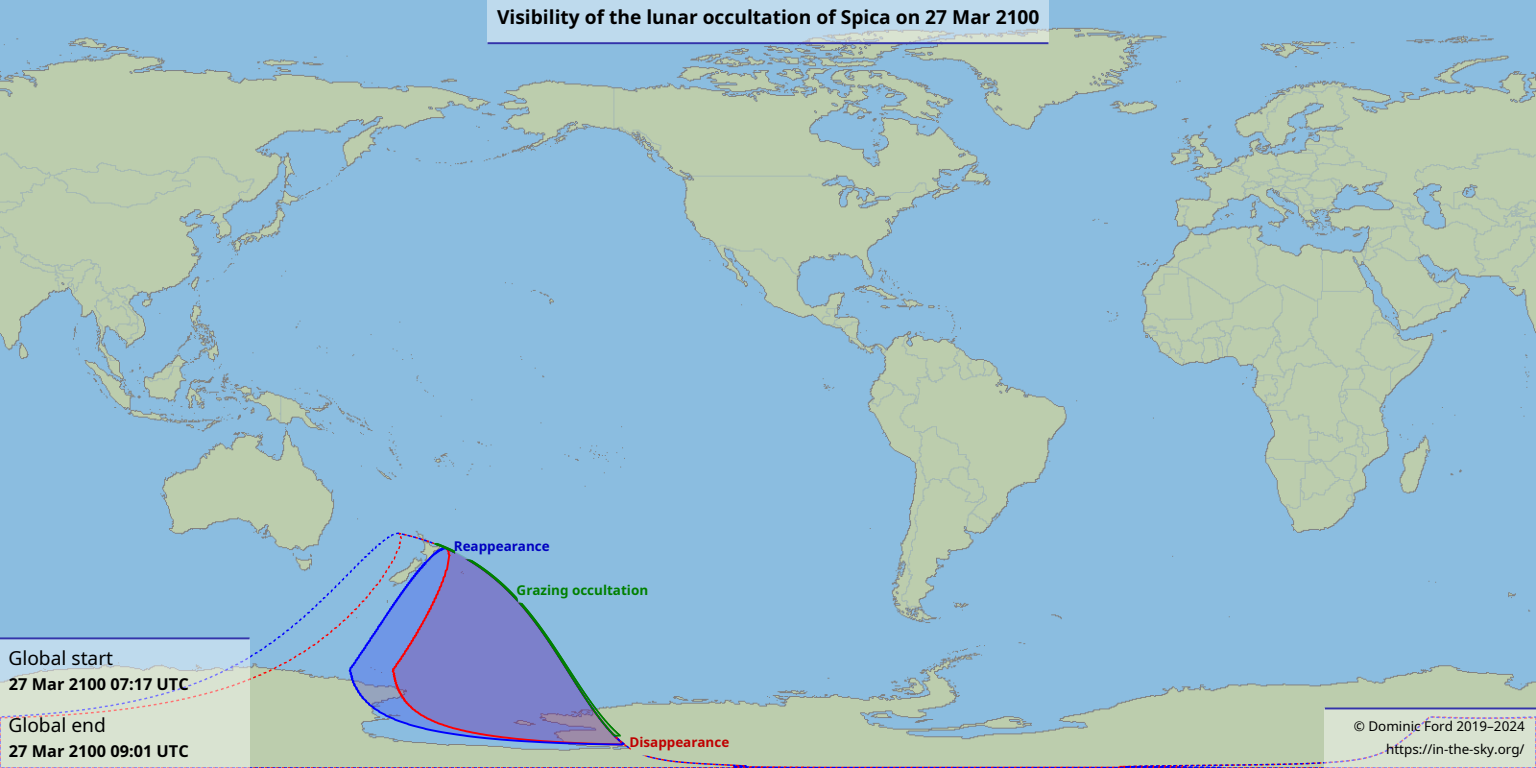 Visibility of the lunar occultation of Spica on 27 Mar 2100
Reappearance
Grazing occultation
Disappearance
Global start
27 Mar 2100 07:17 UTC
Global end
27 Mar 2100 09:01 UTC
© Dominic Ford 2019–2024
https://in-the-sky.org/